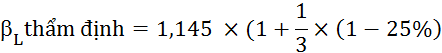 β_L thẩm định = 1,145 × (1 + 1/3 × (1 − 25%)